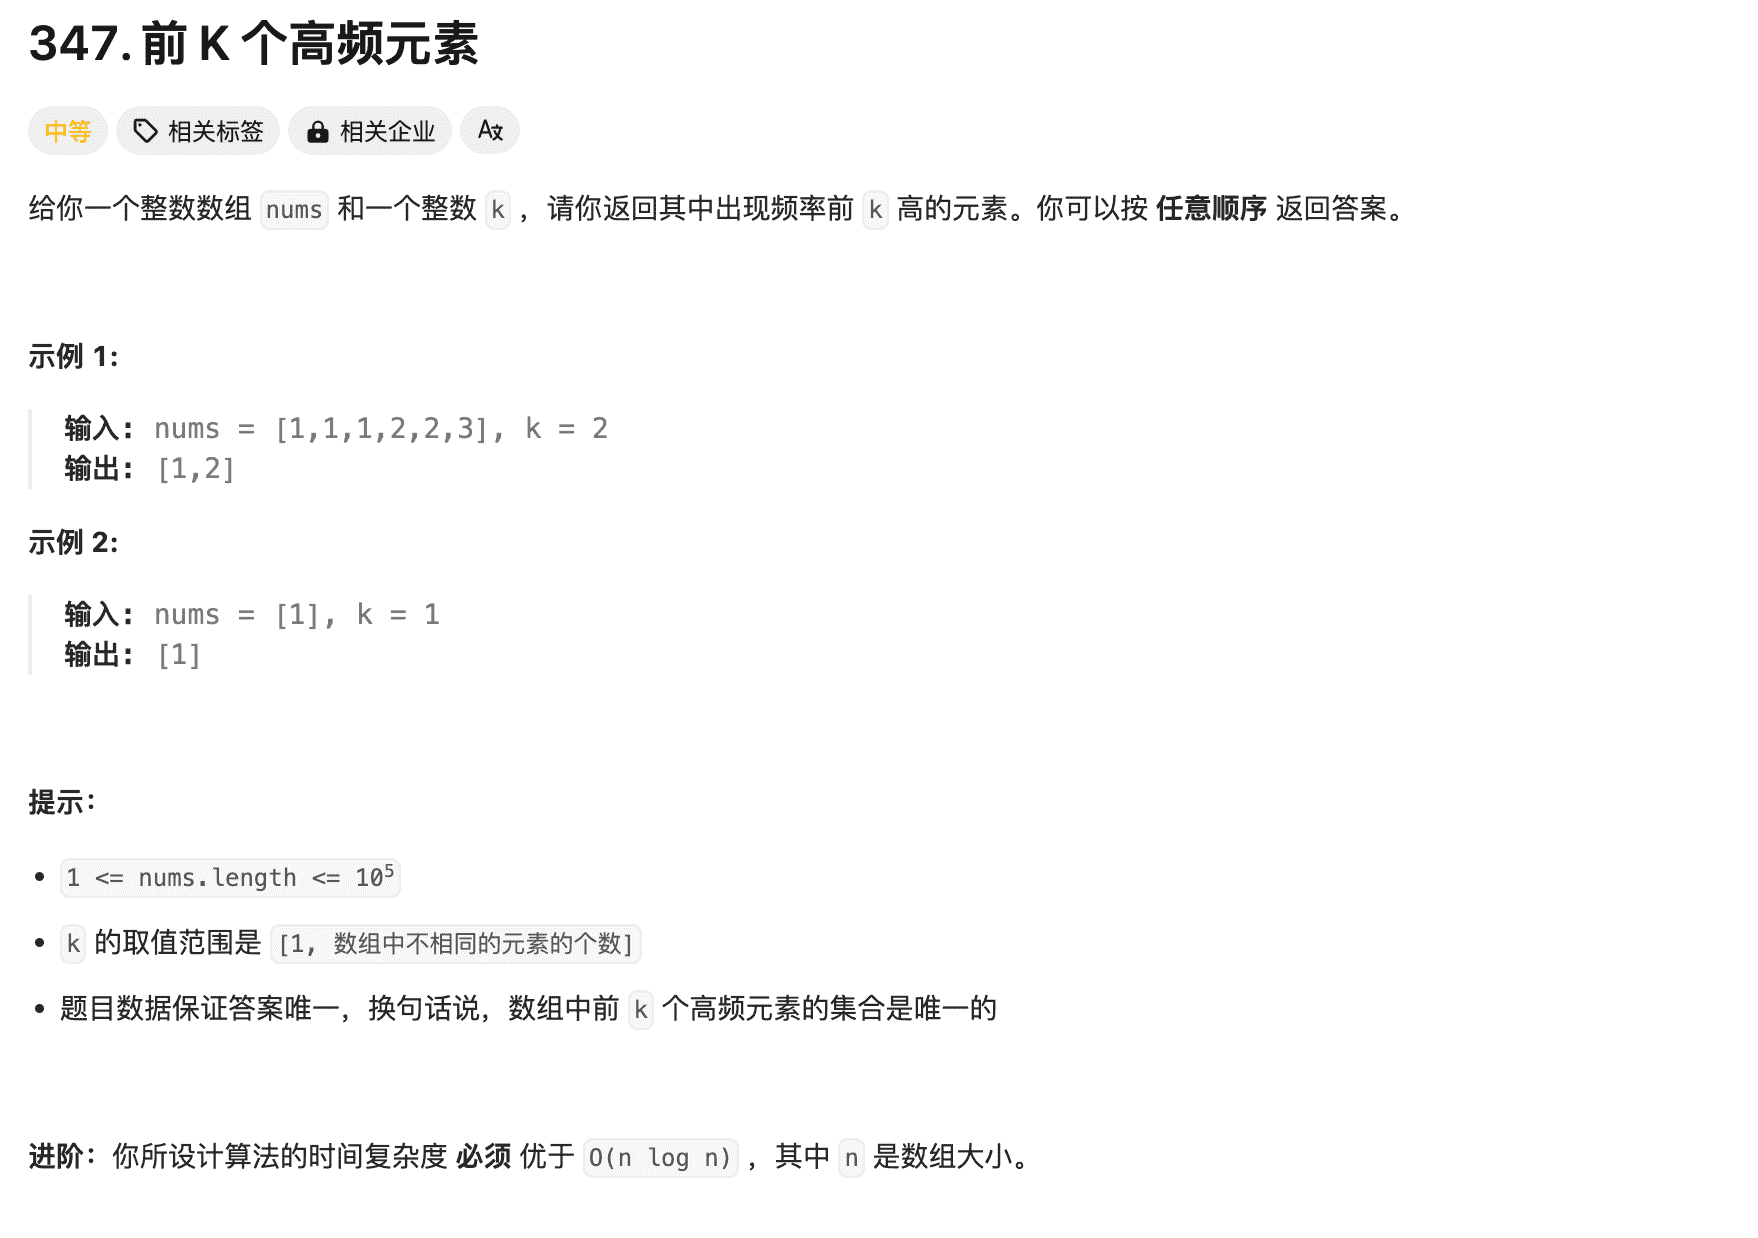 347. 前 K 个高频元素
中等 相关标签 相关企业 Aあ
给你一个整数数组 nums 和一个整数 k ，请你返回其中出现频率前 k 高的元素。你可以按 任意顺序 返回答案。
示例 1:
输入: nums = [1,1,1,2,2,3], k = 2
输出: [1,2]
示例 2:
输入: nums = [1], k = 1
输出: [1]
提示：
• 1 <= nums.length <= 10⁵
• k 的取值范围是 [1, 数组中不相同的元素的个数]
• 题目数据保证答案唯一，换句话说，数组中前 k 个高频元素的集合是唯一的
进阶：你所设计算法的时间复杂度 必须 优于 O(n log n) ，其中 n 是数组大小。